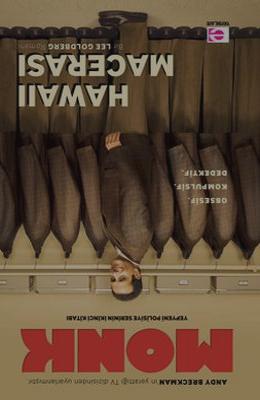 ANDY BRECKMAN'ın yarattığı TV dizisinden uyarlanmıştır.
MONK
YEPYENİ POLİSİYE SERİNİN İKİNCİ KİTABI
OBSESİF.
KOMPULSİF.
DEDEKTİF.
HAWAII
MACERASI
Bir LEE GOLDBERG Romanı